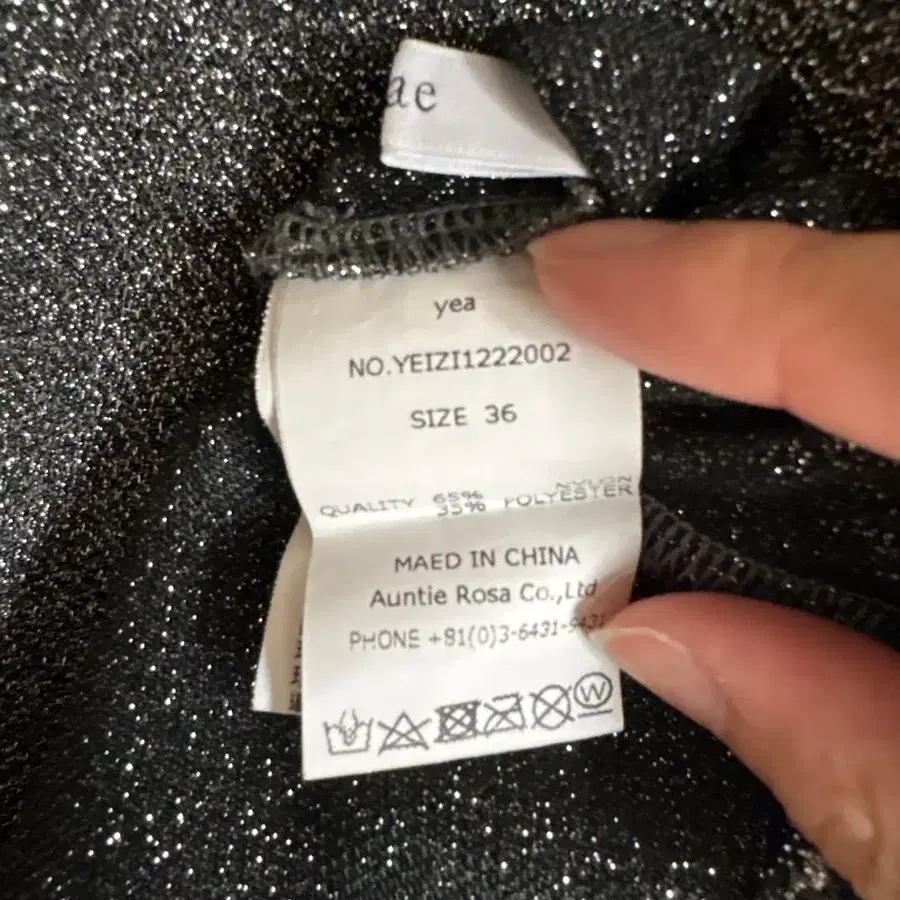 ae
yea
NO.YEIZI1222002
SIZE 36
QUALITY 65% NYLON
35% POLYESTER
MAED IN CHINA
Auntie Rosa Co.,Ltd
PHONE +81(0)3-6431-9431
W